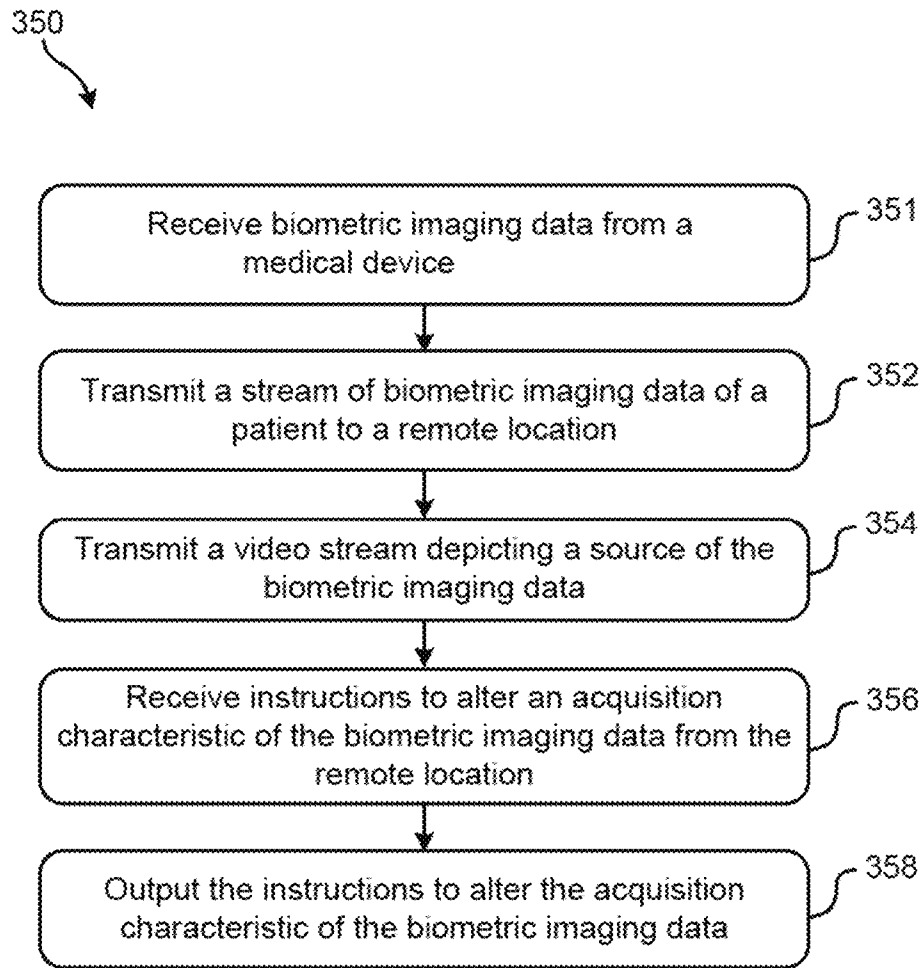 350
Receive biometric imaging data from a
medical device
351
Transmit a stream of biometric imaging data of a
patient to a remote location
352
Transmit a video stream depicting a source of the
biometric imaging data
354
Receive instructions to alter an acquisition
characteristic of the biometric imaging data from the
remote location
356
Output the instructions to alter the acquisition
characteristic of the biometric imaging data
358